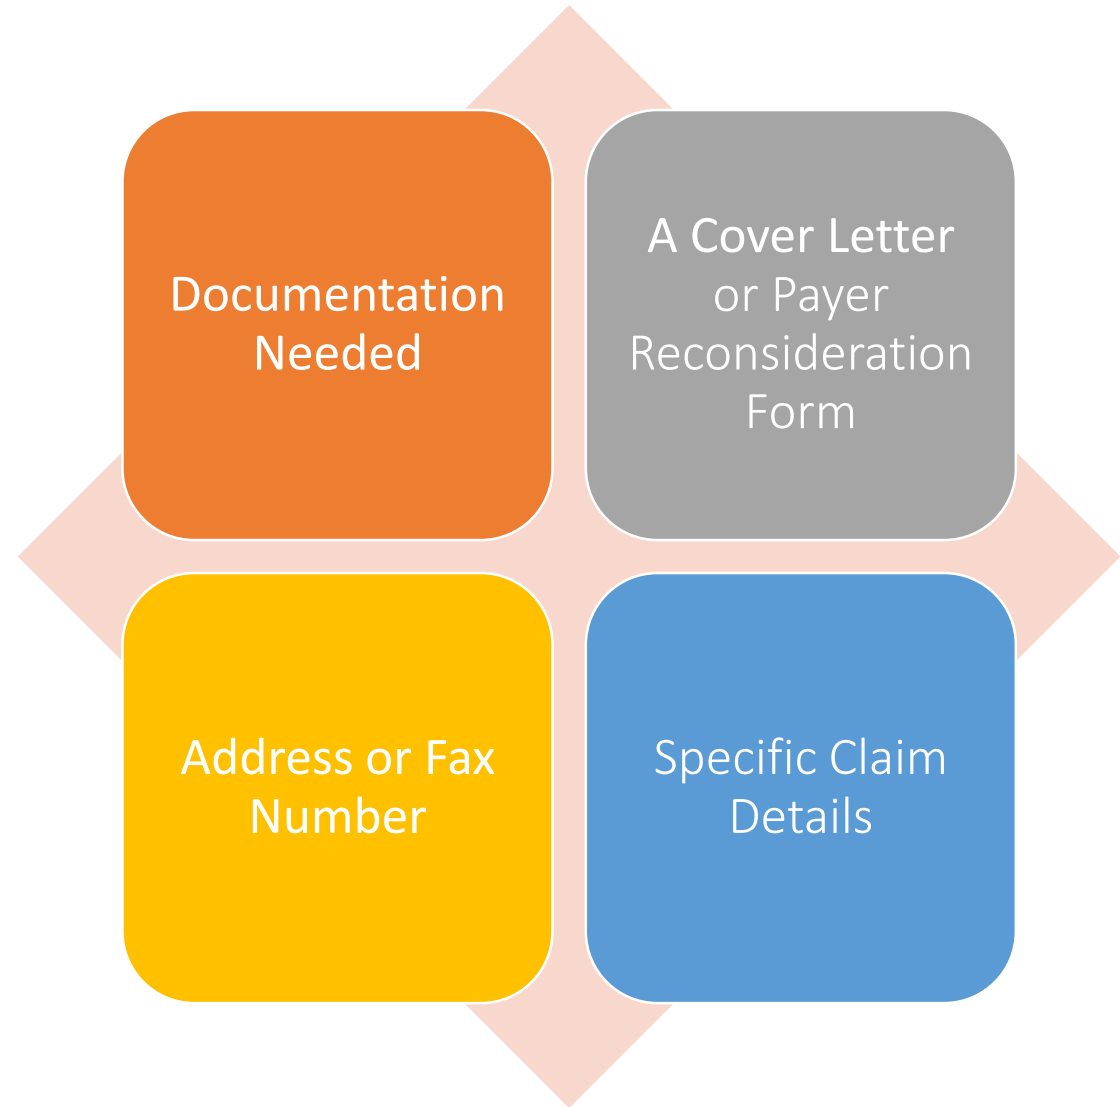 Documentation
Needed
A Cover Letter
or Payer
Reconsideration
Form
Address or Fax
Number
Specific Claim
Details